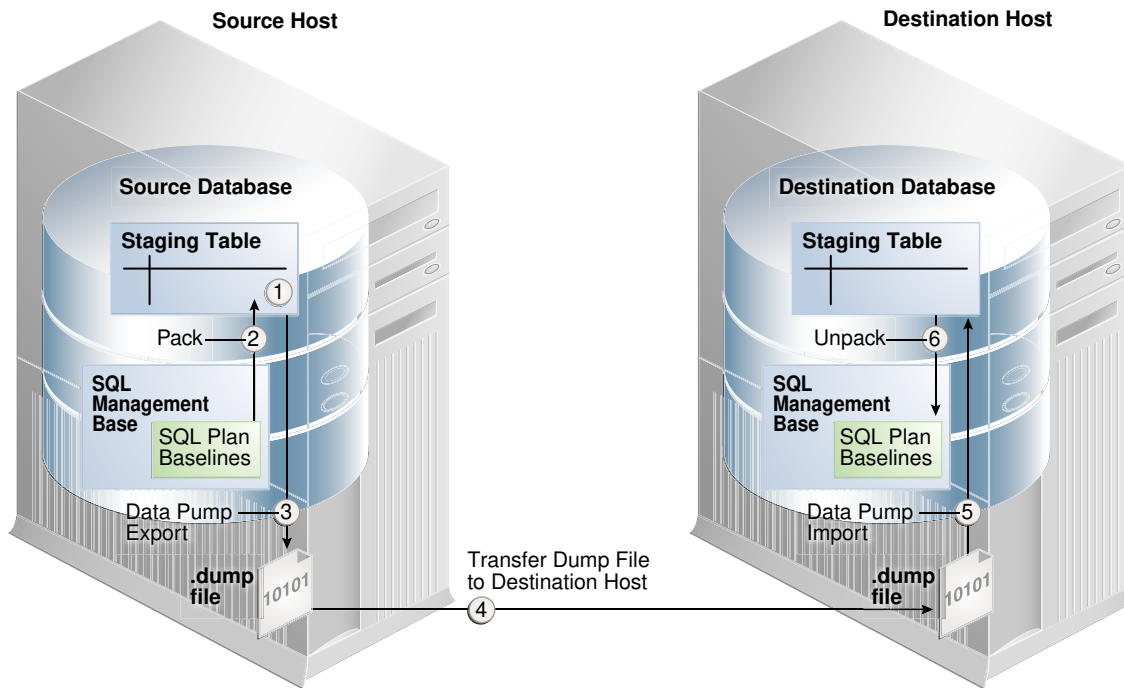 Source Host
Source Database
Staging Table
1
Pack
2
SQL
Management
Base
SQL Plan
Baselines
Data Pump
Export
3
.dump
file
10101
Transfer Dump File
to Destination Host
4
Destination Host
Destination Database
Staging Table
Unpack
6
SQL
Management
Base
SQL Plan
Baselines
Data Pump
Import
5
.dump
file
10101